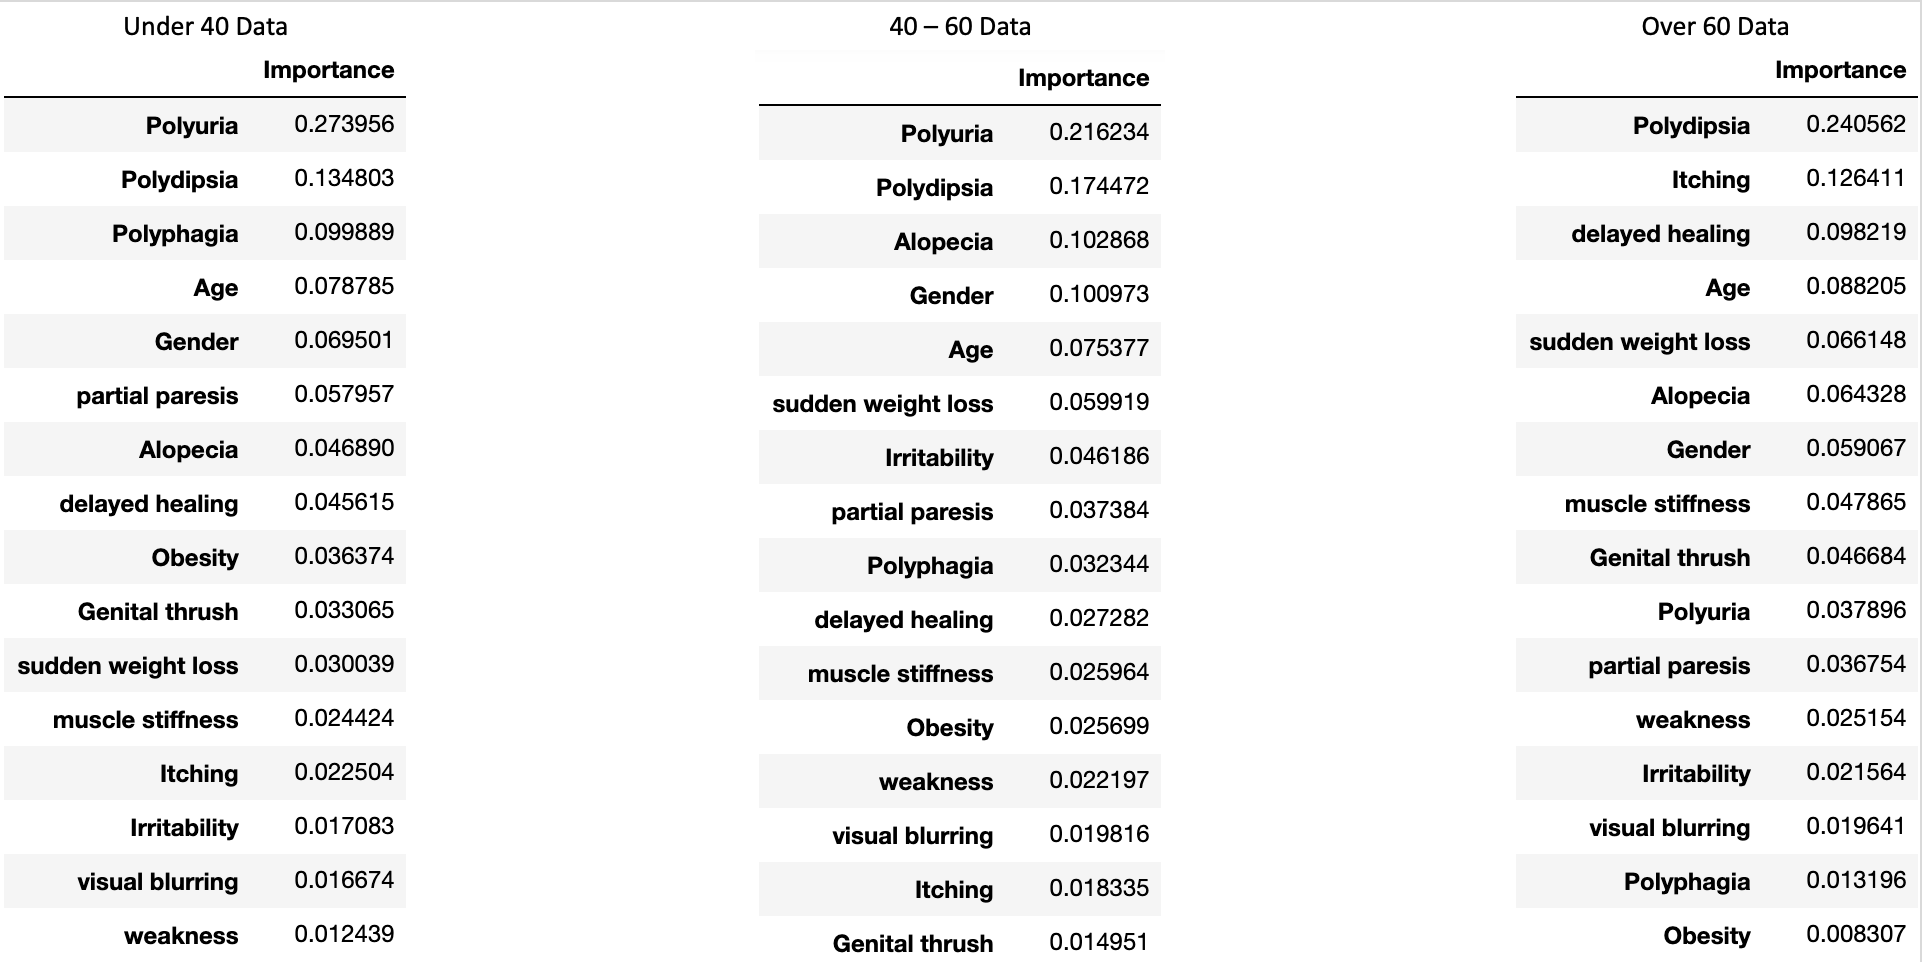 Under 40 Data
Importance
Polyuria 0.273956
Polydipsia 0.134803
Polyphagia 0.099889
Age 0.078785
Gender 0.069501
partial paresis 0.057957
Alopecia 0.046890
delayed healing 0.045615
Obesity 0.036374
Genital thrush 0.033065
sudden weight loss 0.030039
muscle stiffness 0.024424
Itching 0.022504
Irritability 0.017083
visual blurring 0.016674
weakness 0.012439
40 – 60 Data
Importance
Polyuria 0.216234
Polydipsia 0.174472
Alopecia 0.102868
Gender 0.100973
Age 0.075377
sudden weight loss 0.059919
Irritability 0.046186
partial paresis 0.037384
Polyphagia 0.032344
delayed healing 0.027282
muscle stiffness 0.025964
Obesity 0.025699
weakness 0.022197
visual blurring 0.019816
Itching 0.018335
Genital thrush 0.014951
Over 60 Data
Importance
Polydipsia 0.240562
Itching 0.126411
delayed healing 0.098219
Age 0.088205
sudden weight loss 0.066148
Alopecia 0.064328
Gender 0.059067
muscle stiffness 0.047865
Genital thrush 0.046684
Polyuria 0.037896
partial paresis 0.036754
weakness 0.025154
Irritability 0.021564
visual blurring 0.019641
Polyphagia 0.013196
Obesity 0.008307